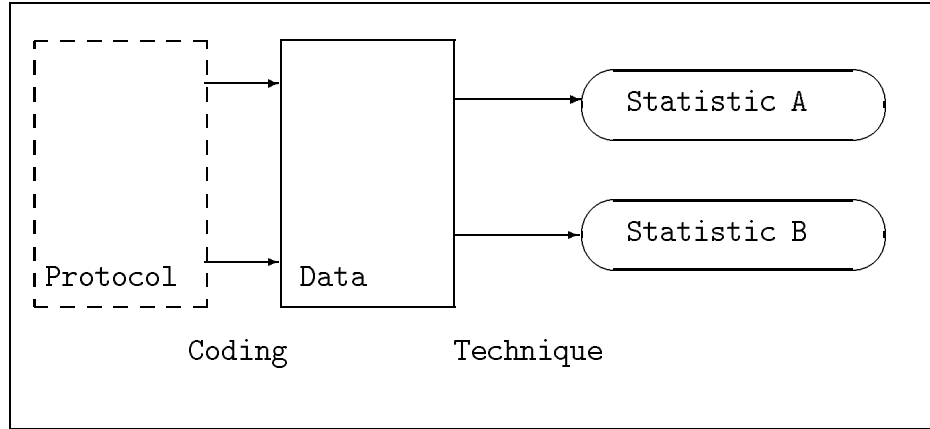 Statistic A
Statistic B
Protocol
Data
Coding
Technique